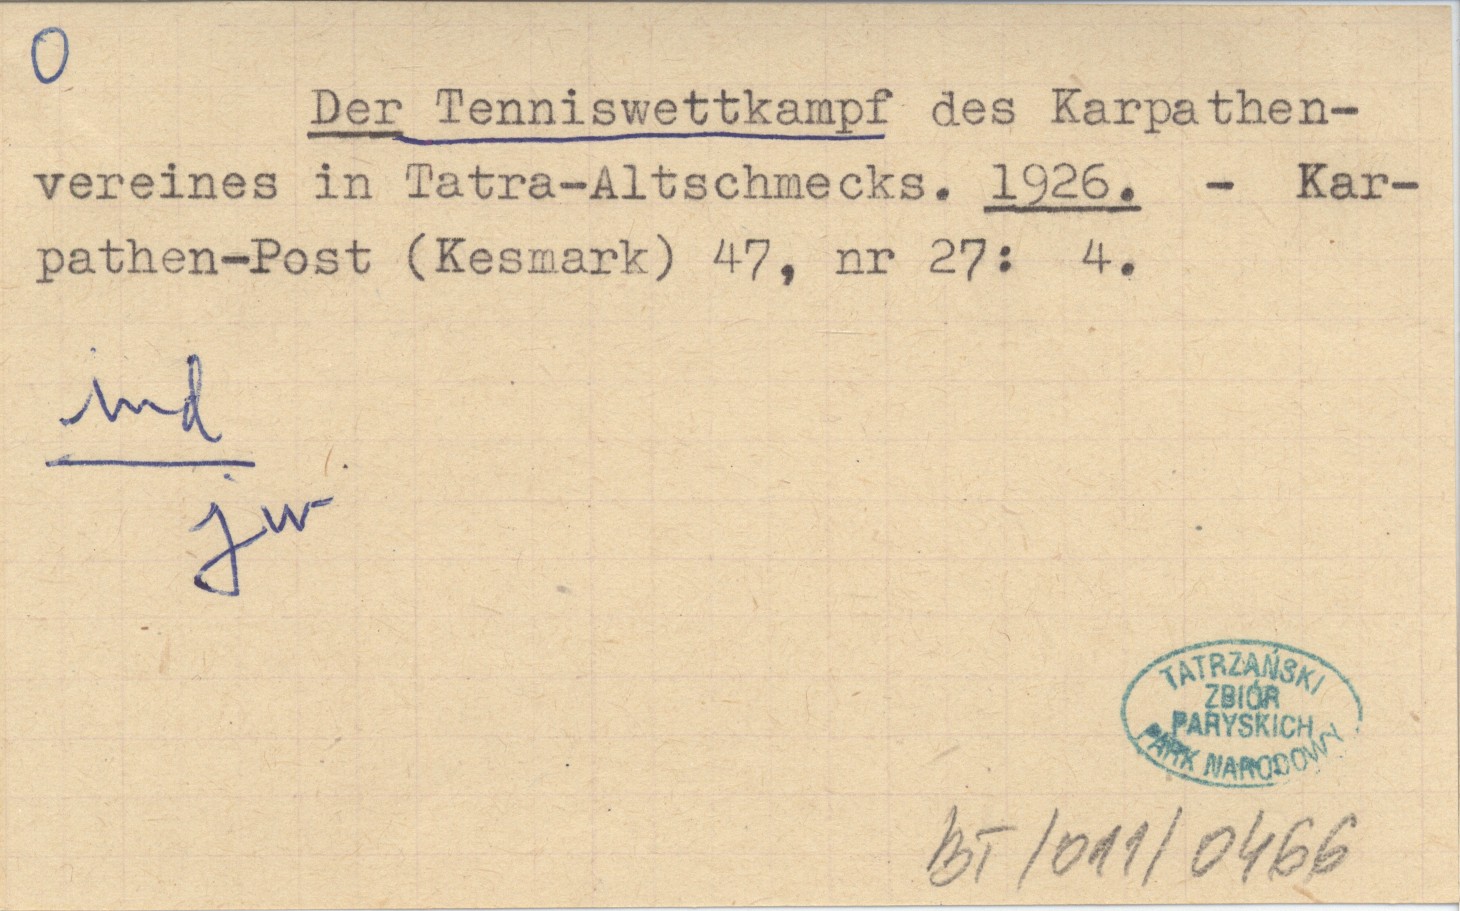 0
Der Tenniswettkampf des Karpathen-
vereines in Tatra-Altschmecks. 1926. - Kar-
pathen-Post (Kesmark) 47, nr 27: 4.
ind
jw
TATRZAŃSKI
ZBIÓR
PARYSKICH
PARK NARODOWY
BT/011/0466